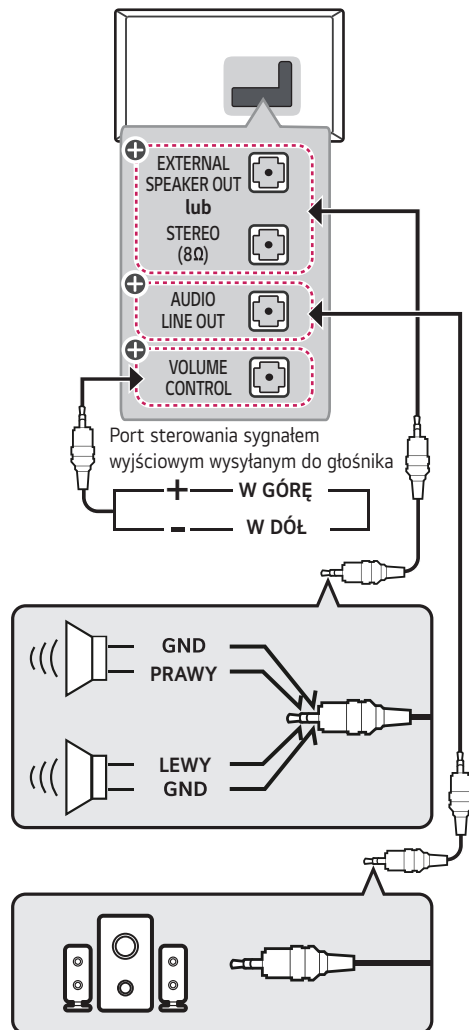 EXTERNAL
SPEAKER OUT
lub
STEREO
(8Ω)
AUDIO
LINE OUT
VOLUME
CONTROL
Port sterowania sygnałem
wyjściowym wysyłanym do głośnika
+ W GÓRĘ
- W DÓŁ
GND
PRAWY
LEWY
GND